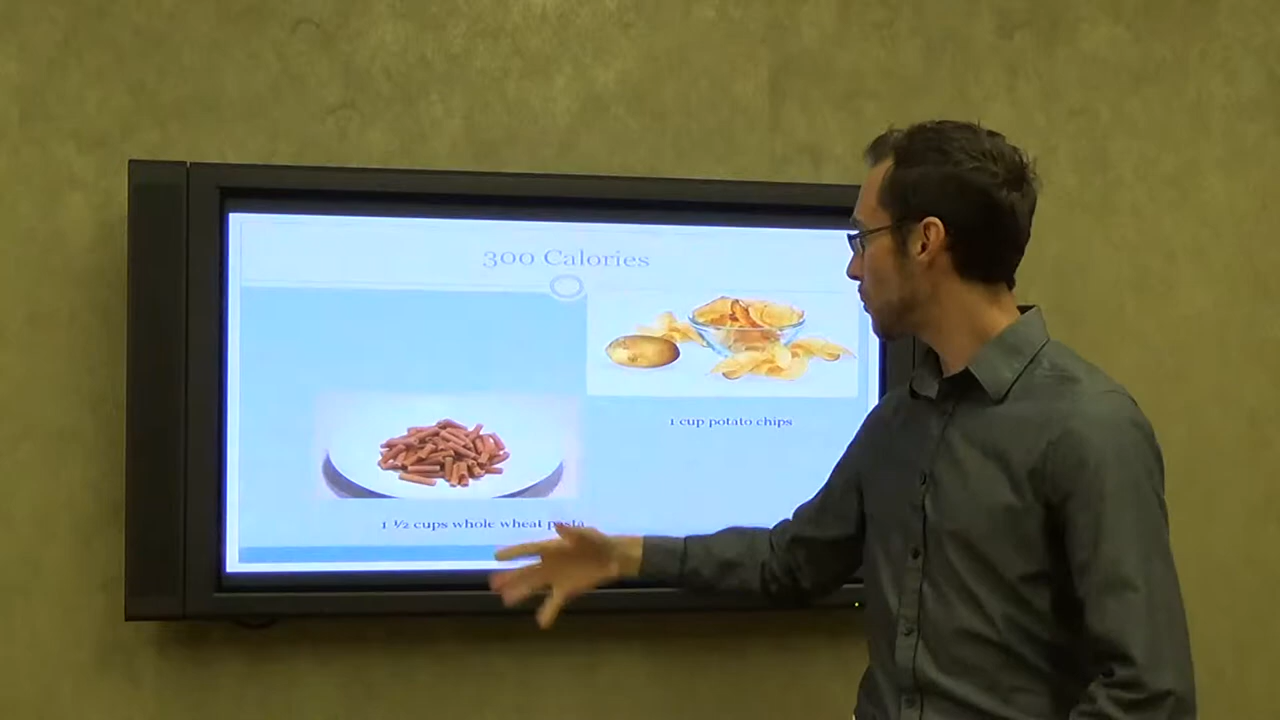 300 Calories
1 cup potato chips
1 ½ cups whole wheat pasta